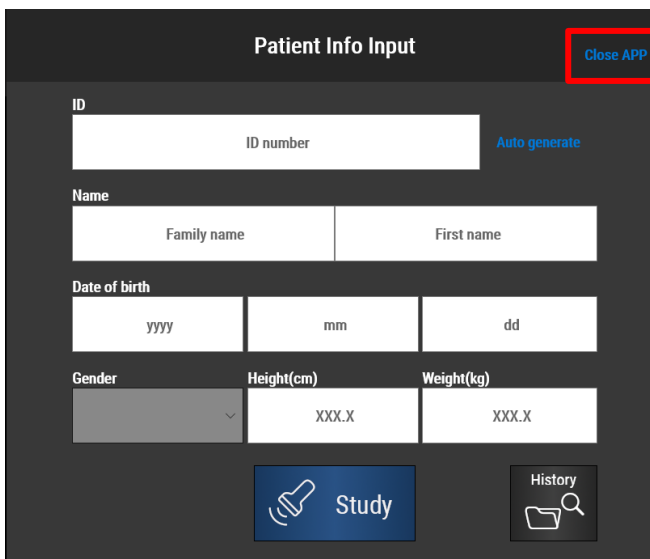 Patient Info Input
Close APP
ID
ID number
Auto generate
Name
Family name
First name
Date of birth
yyyy
mm
dd
Gender
Height(cm)
Weight(kg)
XXX.X
XXX.X
Study
History